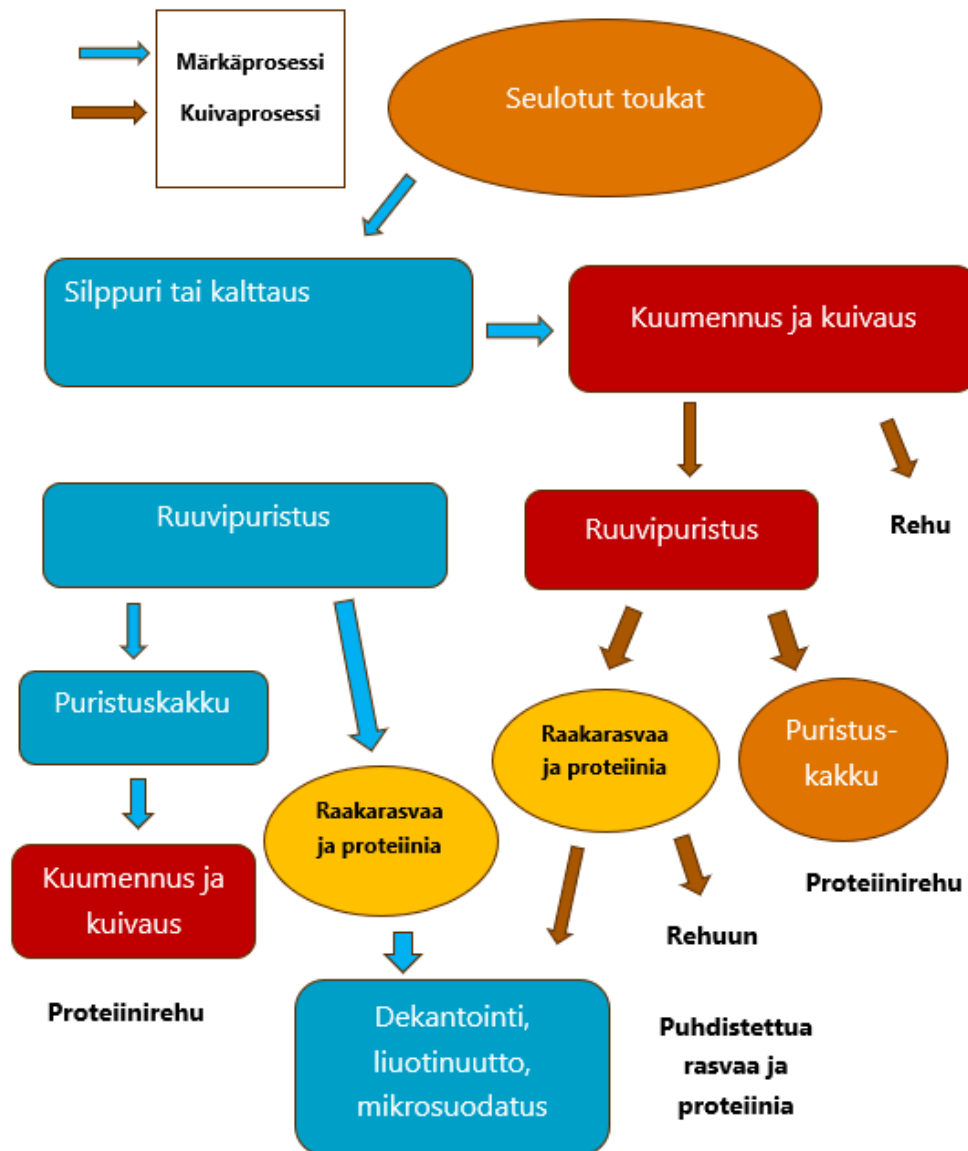 Märkäprosessi
Kuivaprosessi
Seulotut toukat
Silppuri tai kalttaus
Kuumennus ja kuivaus
Ruuvipuristus
Ruuvipuristus
Rehu
Puristuskakku
Raakarasvaa
ja proteiinia
Puristus-
kakku
Raakarasvaa
ja proteiinia
Kuumennus ja
kuivaus
Proteiinirehu
Rehuun
Proteiinirehu
Dekantointi,
liuotinuutto,
mikrosuodatus
Puhdistettua
rasvaa ja
proteiinia